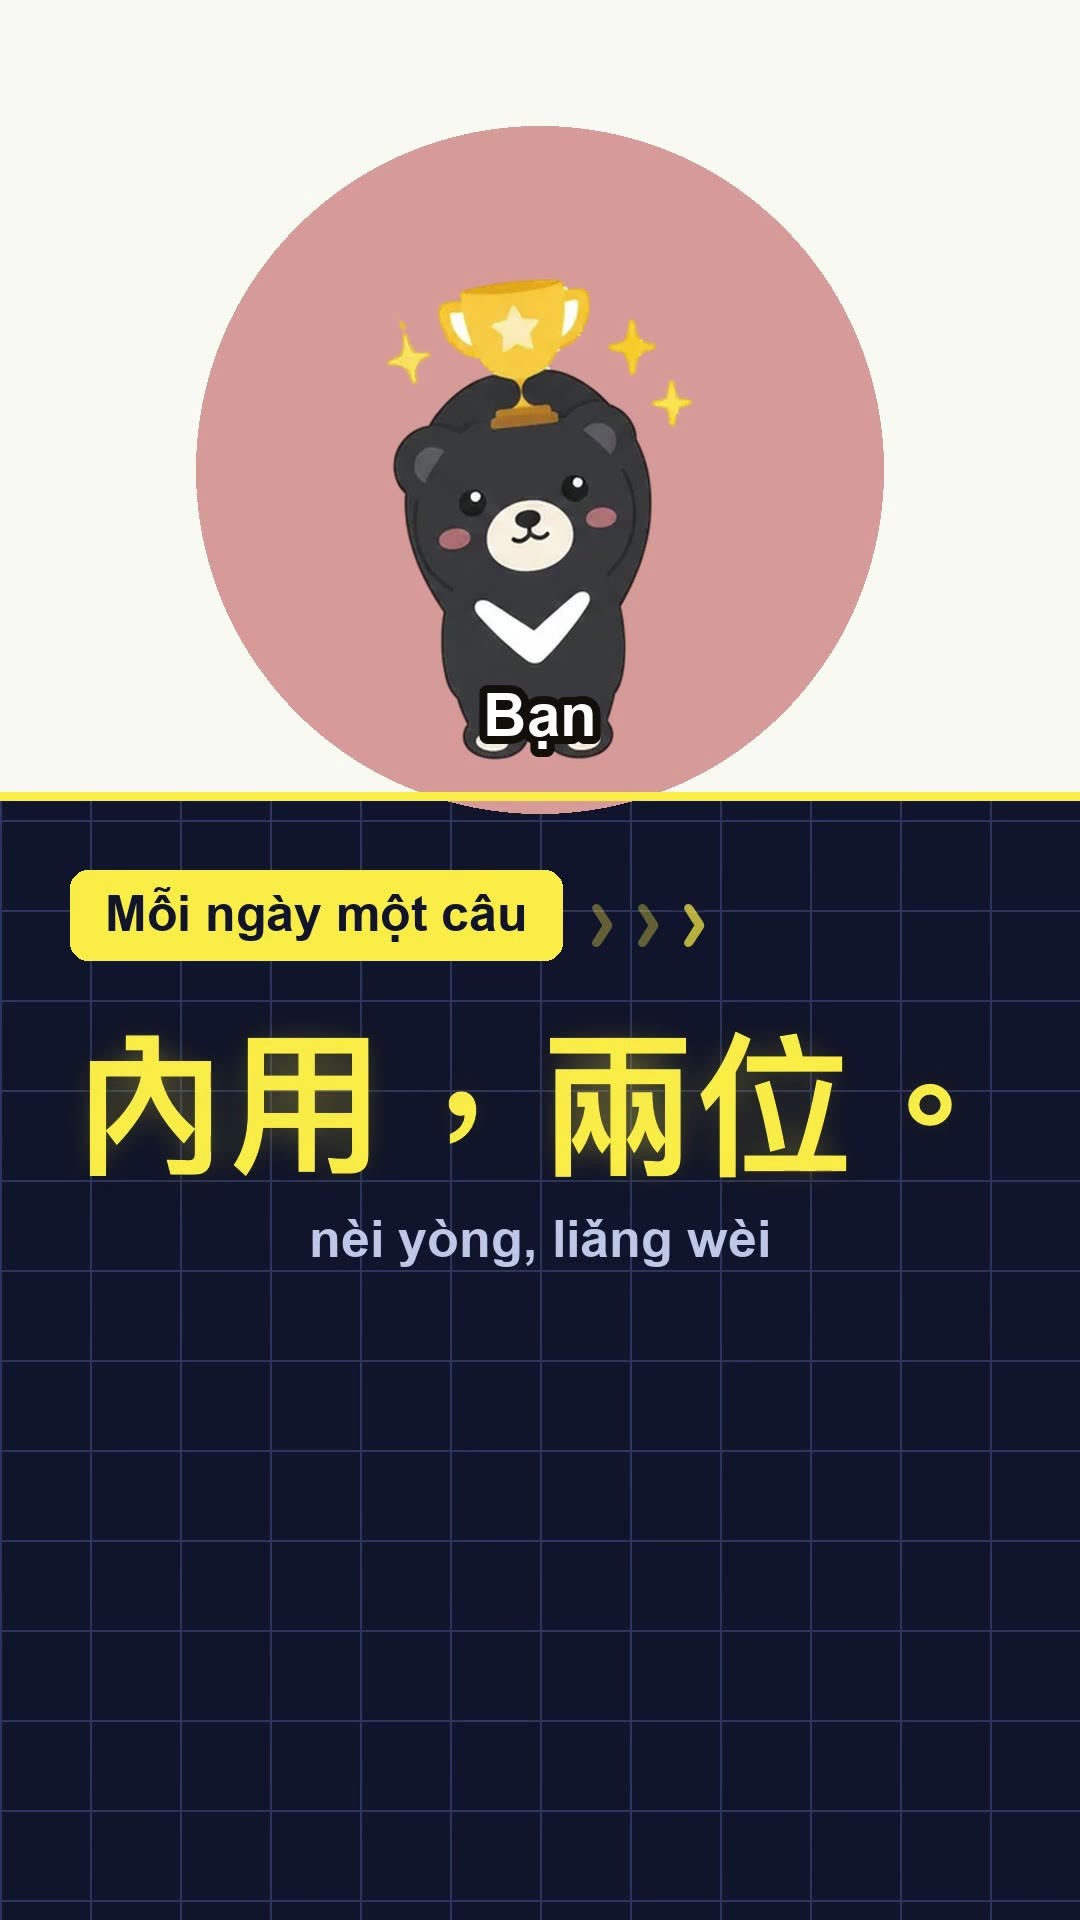 Bạn
Mỗi ngày một câu
內用，兩位。
nèi yòng, liǎng wèi